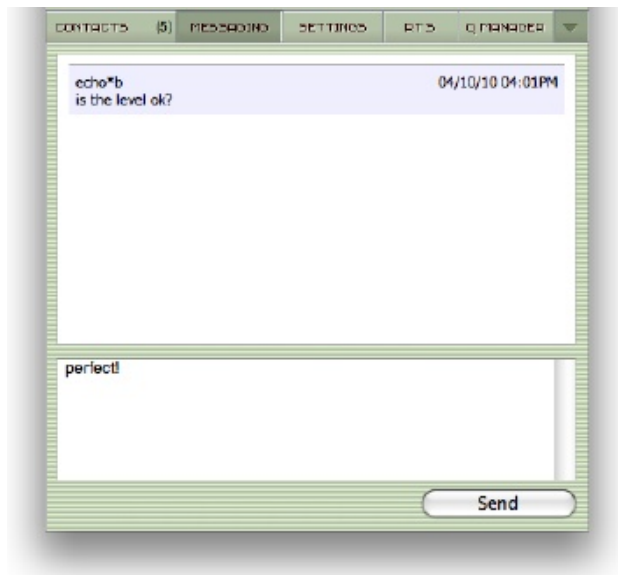 CONTACTS (5) MESSAGING SETTINGS RTS Q MANAGER
echo*b 04/10/10 04:01PM
is the level ok?
perfect!
Send